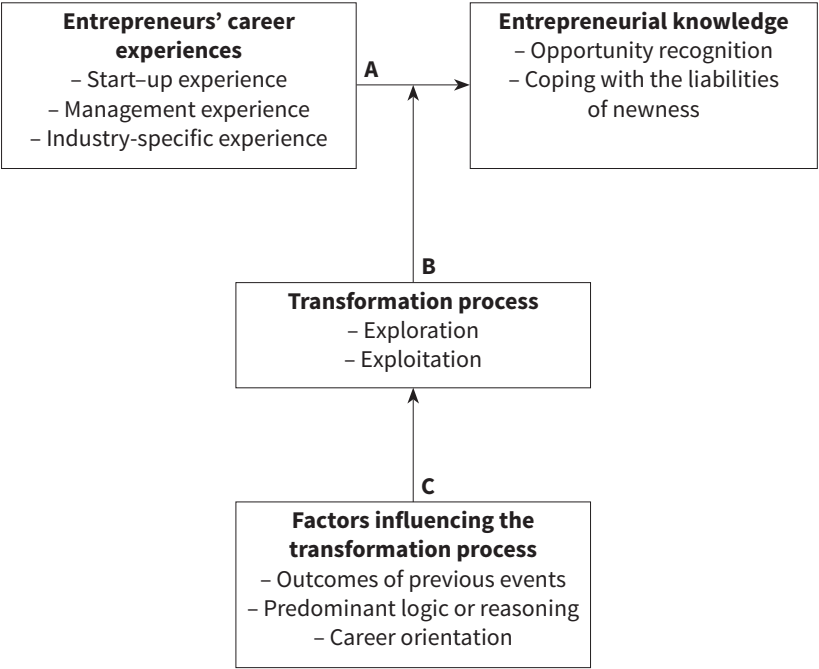 Entrepreneurs’ career
experiences
– Start–up experience
– Management experience
– Industry-specific experience
A
Entrepreneurial knowledge
– Opportunity recognition
– Coping with the liabilities
of newness
B
Transformation process
– Exploration
– Exploitation
C
Factors influencing the
transformation process
– Outcomes of previous events
– Predominant logic or reasoning
– Career orientation